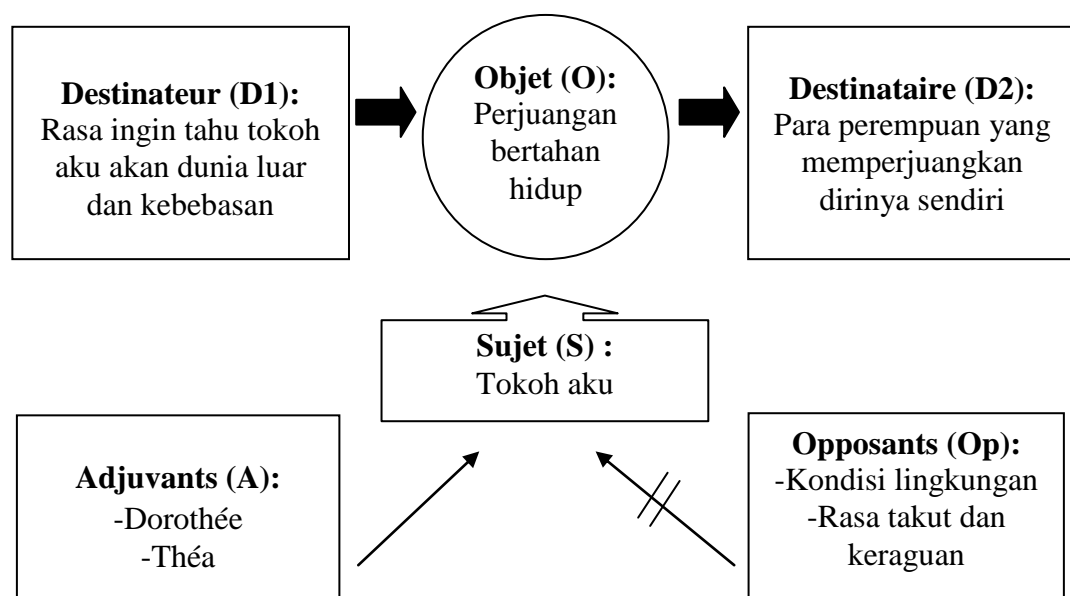 Destinateur (D1):
Rasa ingin tahu tokoh
aku akan dunia luar
dan kebebasan
Objet (O):
Perjuangan
bertahan
hidup
Destinataire (D2):
Para perempuan yang
memperjuangkan
dirinya sendiri
Sujet (S) :
Tokoh aku
Adjuvants (A):
-Dorothée
-Théa
Opposants (Op):
-Kondisi lingkungan
-Rasa takut dan
keraguan